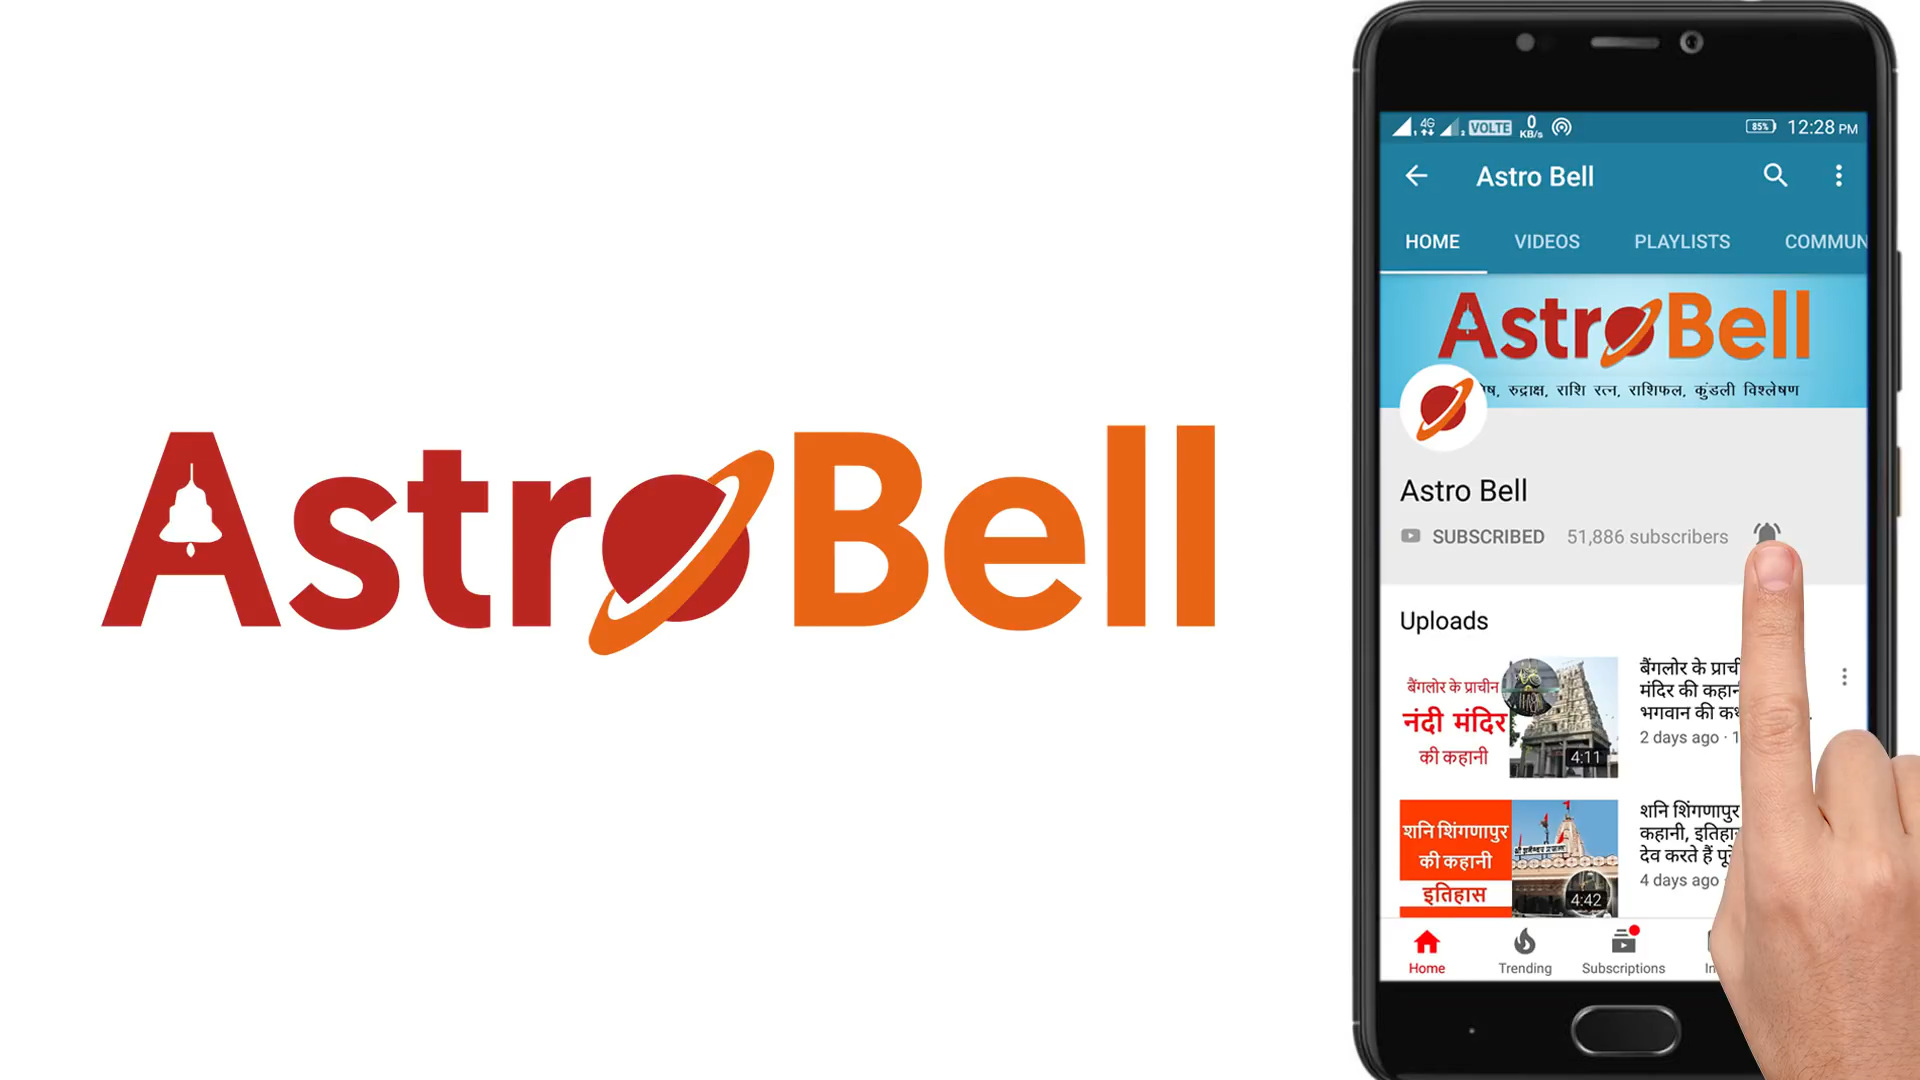 AstroBell
4G
1
2
VOLTE
0
KB/s
85%
12:28 PM
Astro Bell
HOME
VIDEOS
PLAYLISTS
COMMUN
AstroBell
रुद्राक्ष, राशि रत्न, राशिफल, कुंडली विश्लेषण
Astro Bell
SUBSCRIBED
51,886 subscribers
Uploads
बैंगलोर के प्राचीन
नंदी मंदिर
की कहानी
4:11
बैंगलोर के
मंदिर की
भगवान की
2 days ago
शनि शिंगणापुर
की कहानी
इतिहास
4:42
शनि शिंगणापुर
कहानी,
देव करते हैं
4 days ago
Home
Trending
Subscriptions